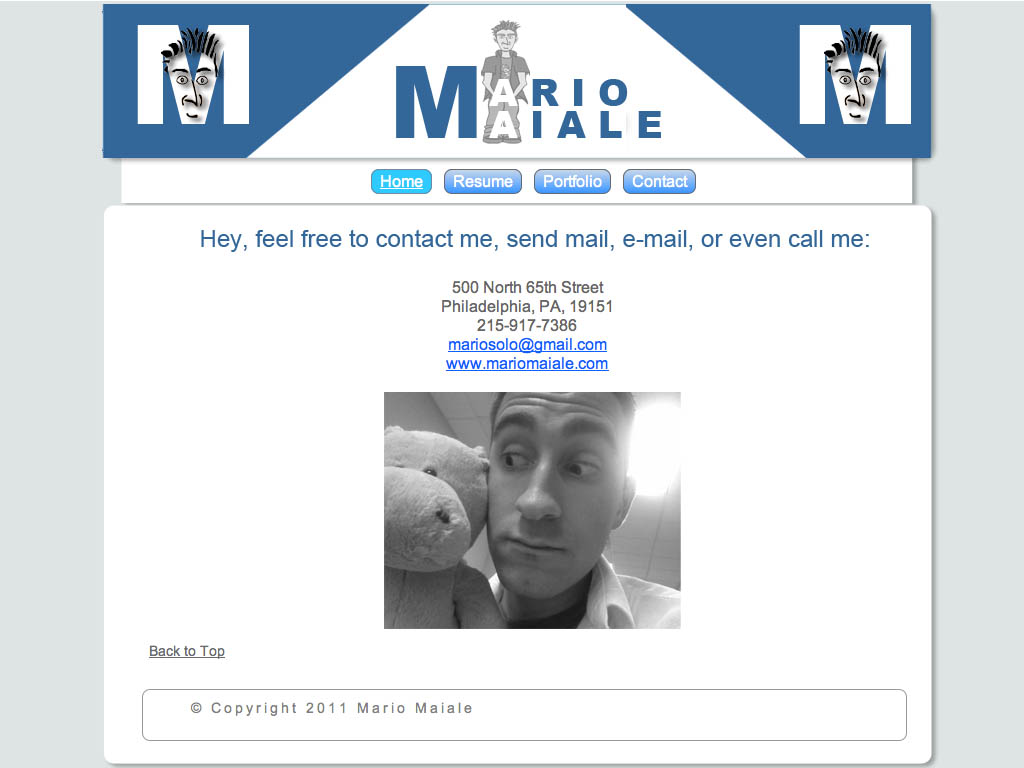 M
M
MARIO
MAIALE
Home Resume Portfolio Contact
Hey, feel free to contact me, send mail, e-mail, or even call me:
500 North 65th Street
Philadelphia, PA, 19151
215-917-7386
mariosolo@gmail.com
www.mariomaiale.com
Back to Top
© Copyright 2011 Mario Maiale